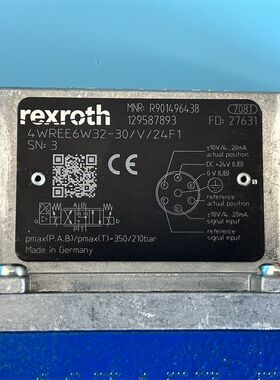 rexroth
MNR: R901496438 7081
129587893 FD: 27631
4WREE6W32-30/V/24F1
SN: 3
±10V/4..20mA
actual position
DC +24V (UB)
0 V (UB)
reference
actual position
±10V/4..20mA
signal input
reference
signal input
CE
pmax(P,A,B)/pmax(T)=350/210bar
Made in Germany